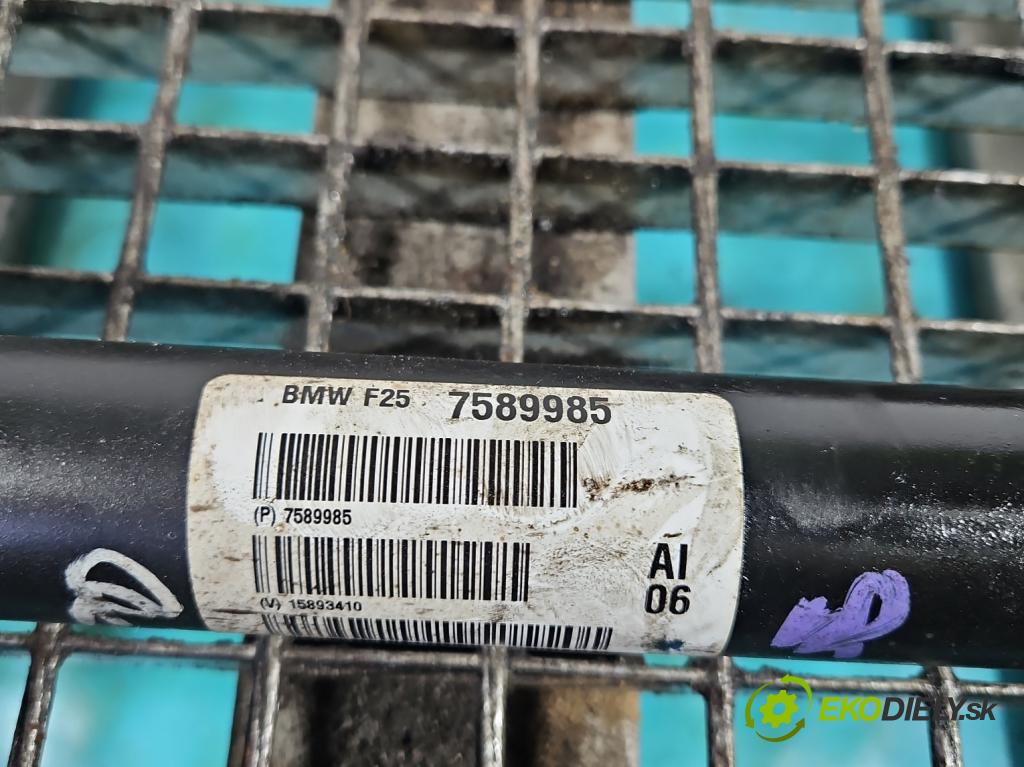 BMW F25 7589985
(P) 7589985
(V) 15893410
AI
06
EKODIELY.SK